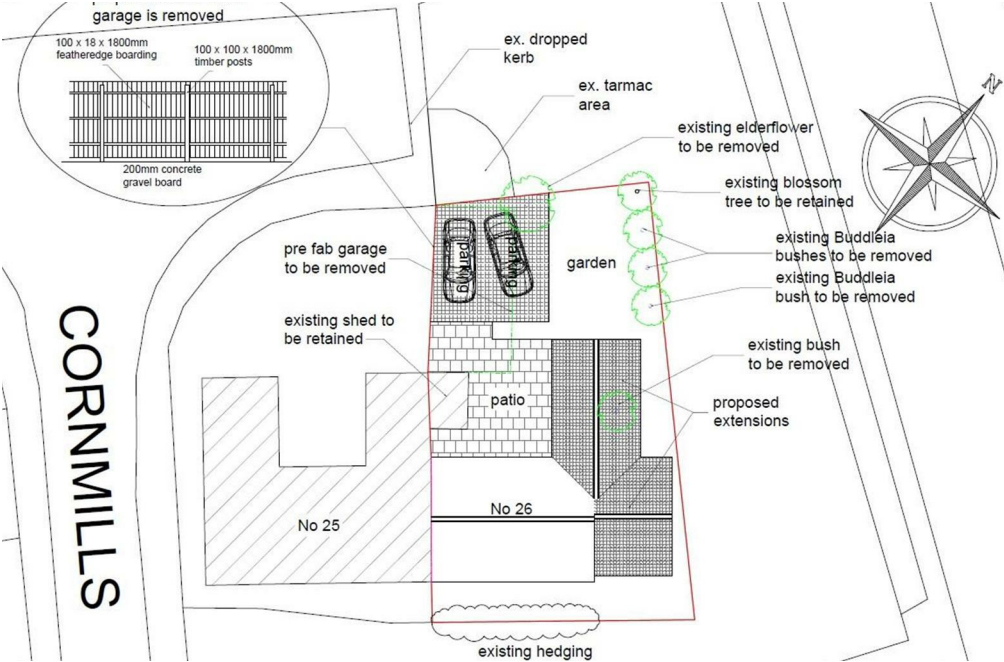 garage is removed
100 x 18 x 1800mm
featheredge boarding
100 x 100 x 1800mm
timber posts
200mm concrete
gravel board
ex. dropped
kerb
ex. tarmac
area
existing elderflower
to be removed
existing blossom
tree to be retained
existing Buddleia
bushes to be removed
existing Buddleia
bush to be removed
existing bush
to be removed
proposed
extensions
N
pre fab garage
to be removed
existing shed to
be retained
parking
parking
garden
patio
No 25
No 26
CORNMILLS
existing hedging